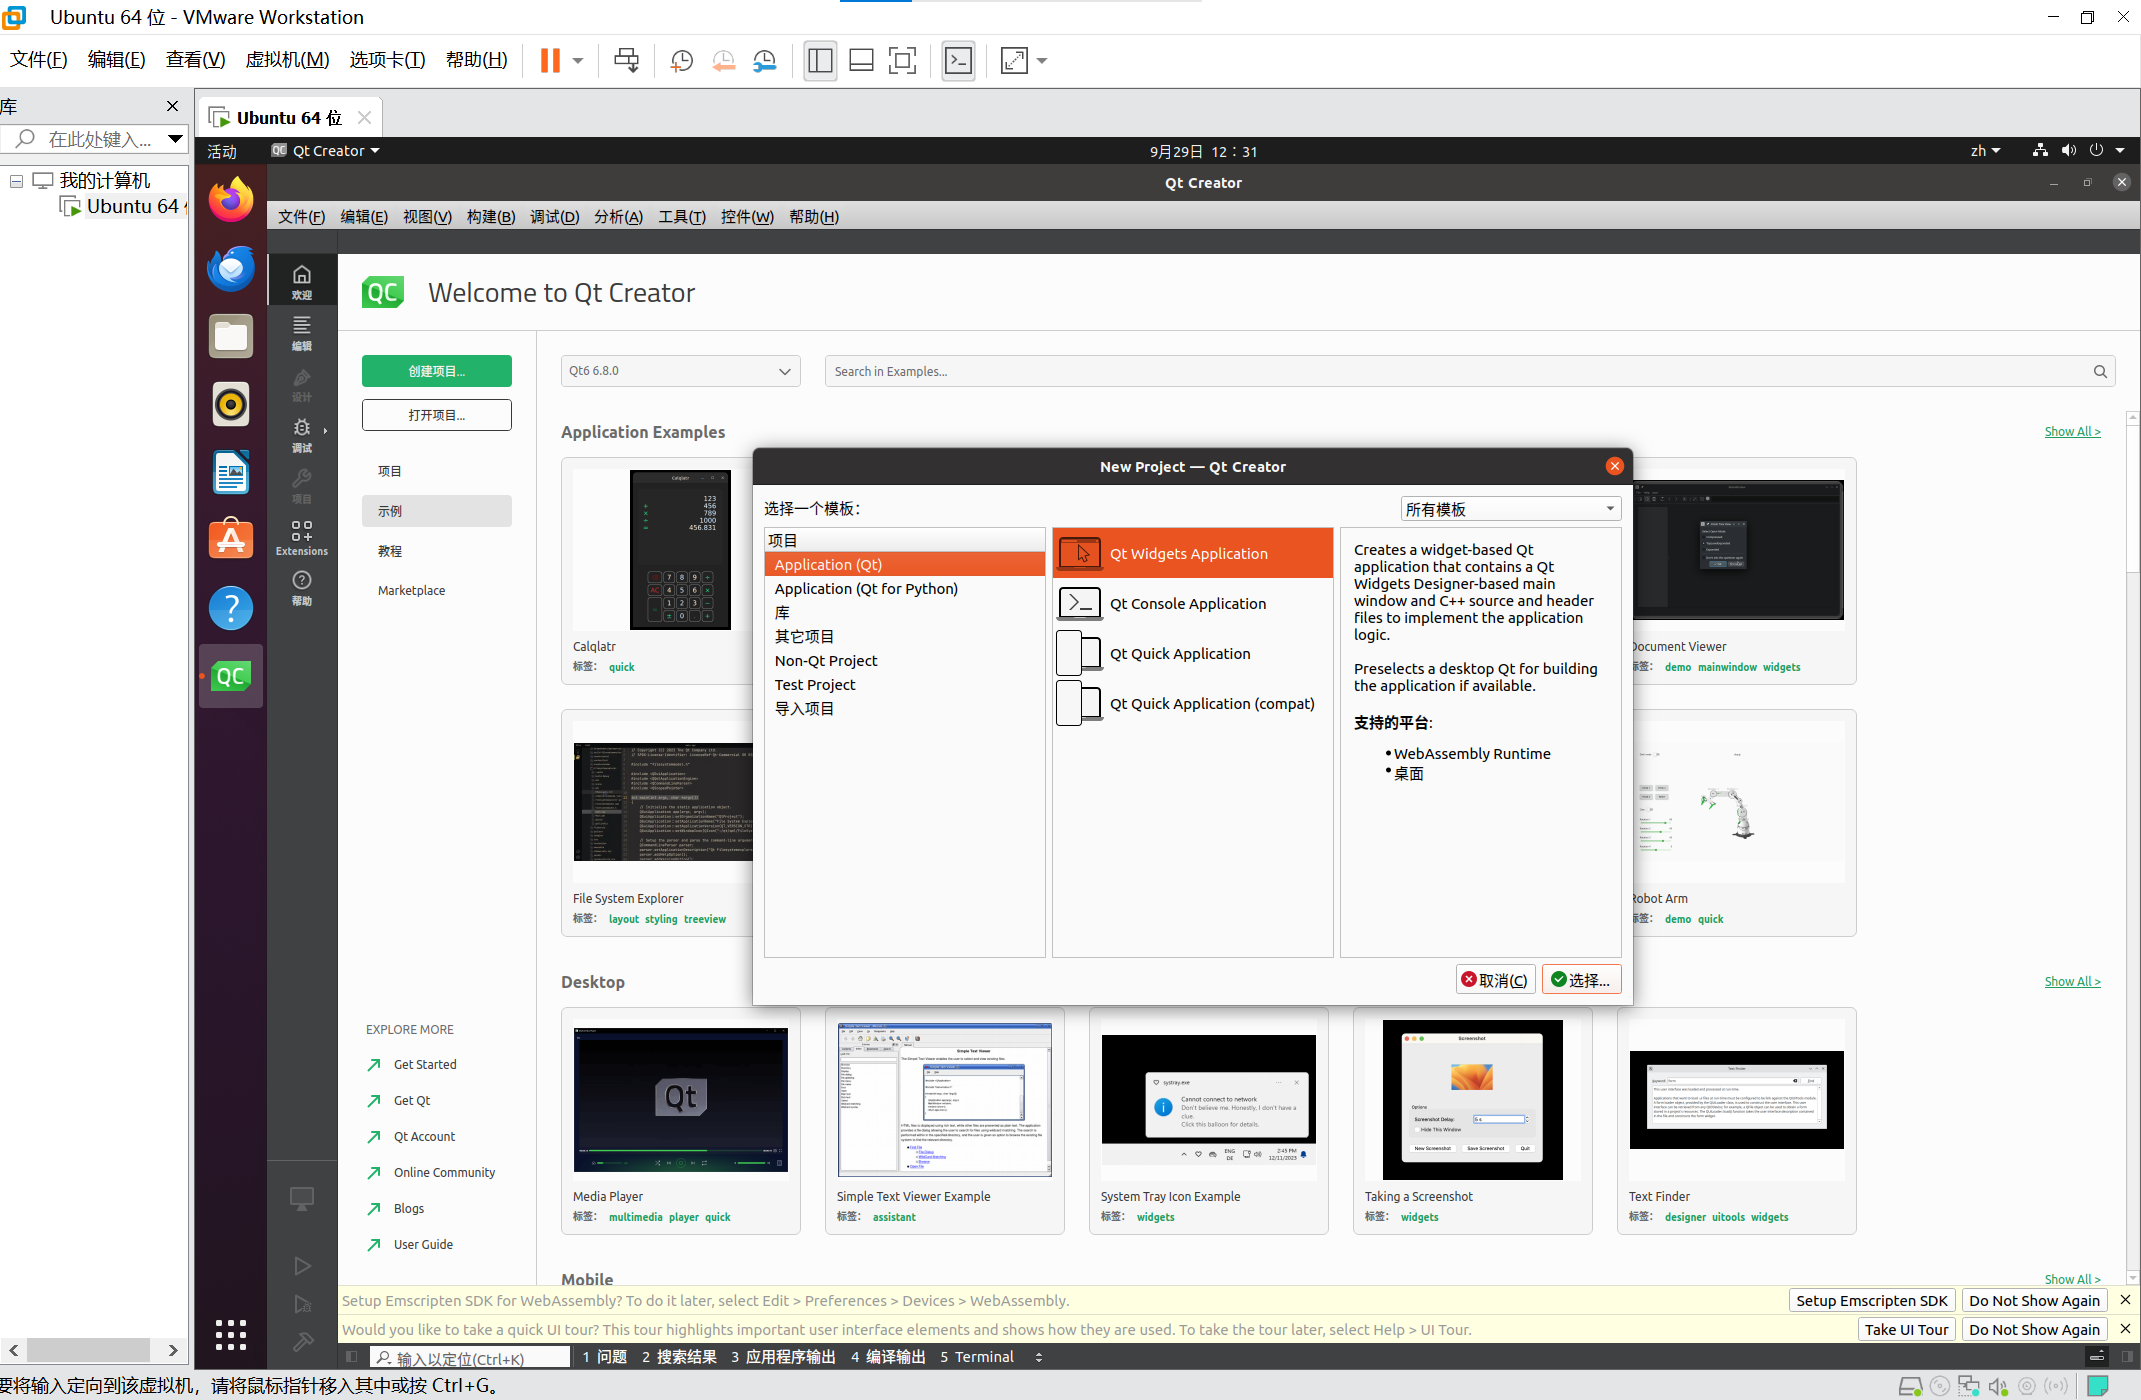 Ubuntu 64 位 - VMware Workstation
文件(F) 编辑(E) 查看(V) 虚拟机(M) 选项卡(T) 帮助(H)
库
在此处键入...
我的计算机
Ubuntu 64
Ubuntu 64 位
活动 Qt Creator 9月29日 12：31 zh
Qt Creator
文件(F) 编辑(E) 视图(V) 构建(B) 调试(D) 分析(A) 工具(T) 控件(W) 帮助(H)
欢迎
编辑
设计
调试
项目
Extensions
帮助
QC Welcome to Qt Creator
创建项目...
打开项目...
项目
示例
教程
Marketplace
Qt6 6.8.0
Search in Examples...
Application Examples
Show All >
Calqlatr
标签： quick
Document Viewer
标签： demo mainwindow widgets
File System Explorer
标签： layout styling treeview
Robot Arm
标签： demo quick
New Project — Qt Creator
选择一个模板：
所有模板
项目
Application (Qt)
Application (Qt for Python)
库
其它项目
Non-Qt Project
Test Project
导入项目
Qt Widgets Application
Qt Console Application
Qt Quick Application
Qt Quick Application (compat)
Creates a widget-based Qt
application that contains a Qt
Widgets Designer-based main
window and C++ source and header
files to implement the application
logic.
Preselects a desktop Qt for building
the application if available.
支持的平台:
WebAssembly Runtime
桌面
取消(C) 选择...
Desktop
Show All >
Media Player
标签： multimedia player quick
Simple Text Viewer Example
标签： assistant
System Tray Icon Example
标签： widgets
systray.exe
Cannot connect to network
Don't believe me. Honestly, I don't have a
clue.
Click this balloon for details.
Taking a Screenshot
标签： widgets
Text Finder
标签： designer uitools widgets
EXPLORE MORE
Get Started
Get Qt
Qt Account
Online Community
Blogs
User Guide
Mobile
Show All >
Setup Emscripten SDK for WebAssembly? To do it later, select Edit > Preferences > Devices > WebAssembly.
Setup Emscripten SDK Do Not Show Again
Would you like to take a quick UI tour? This tour highlights important user interface elements and shows how they are used. To take the tour later, select Help > UI Tour.
Take UI Tour Do Not Show Again
输入以定位(Ctrl+K) 1 问题 2 搜索结果 3 应用程序输出 4 编译输出 5 Terminal
要将输入定向到该虚拟机，请将鼠标指针移入其中或按 Ctrl+G。